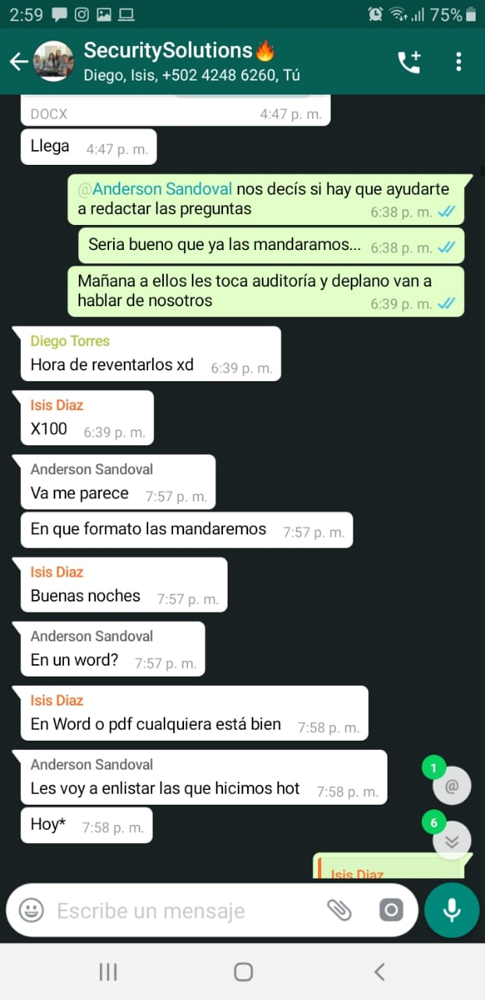 2:59
75%
SecuritySolutions🔥
Diego, Isis, +502 4248 6260, Tú
DOCX 4:47 p. m.
Llega 4:47 p. m.
@Anderson Sandoval nos decís si hay que ayudarte
a redactar las preguntas 6:38 p. m.
Seria bueno que ya las mandaramos... 6:38 p. m.
Mañana a ellos les toca auditoría y deplano van a
hablar de nosotros 6:39 p. m.
Diego Torres
Hora de reventarlos xd 6:39 p. m.
Isis Diaz
X100 6:39 p. m.
Anderson Sandoval
Va me parece 7:57 p. m.
En que formato las mandaremos 7:57 p. m.
Isis Diaz
Buenas noches 7:57 p. m.
Anderson Sandoval
En un word? 7:57 p. m.
Isis Diaz
En Word o pdf cualquiera está bien 7:58 p. m.
Anderson Sandoval
Les voy a enlistar las que hicimos hot 7:58 p. m.
1
@
Hoy* 7:58 p. m.
6
Isis Diaz
Escribe un mensaje